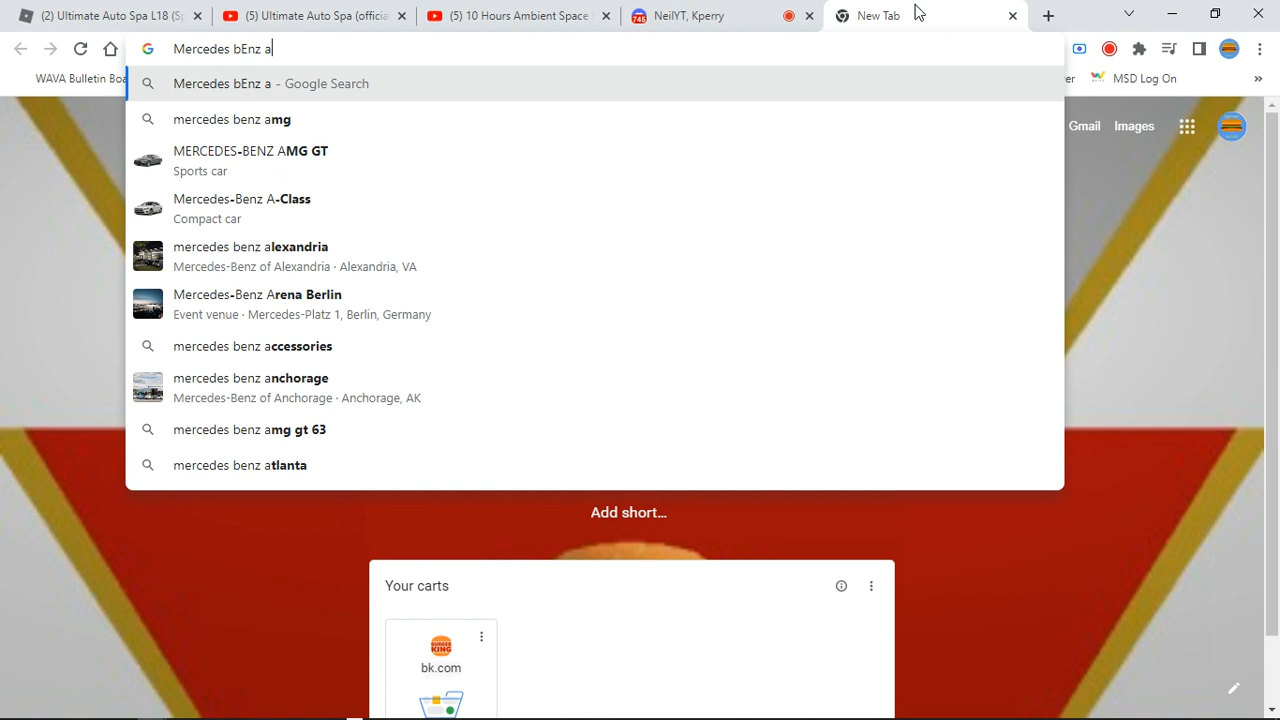 (2) Ultimate Auto Spa L18 (Sp
(5) Ultimate Auto Spa (officia
(5) 10 Hours Ambient Space
745 NeilYT, Kperry
New Tab
Mercedes bEnz a
WAVA Bulletin Boa
er
MSD Log On
»
Mercedes bEnz a - Google Search
mercedes benz amg
MERCEDES-BENZ AMG GT
Sports car
Mercedes-Benz A-Class
Compact car
mercedes benz alexandria
Mercedes-Benz of Alexandria · Alexandria, VA
Mercedes-Benz Arena Berlin
Event venue · Mercedes-Platz 1, Berlin, Germany
mercedes benz accessories
mercedes benz anchorage
Mercedes-Benz of Anchorage · Anchorage, AK
mercedes benz amg gt 63
mercedes benz atlanta
Gmail Images
Add short...
Your carts
BURGER
KING
bk.com